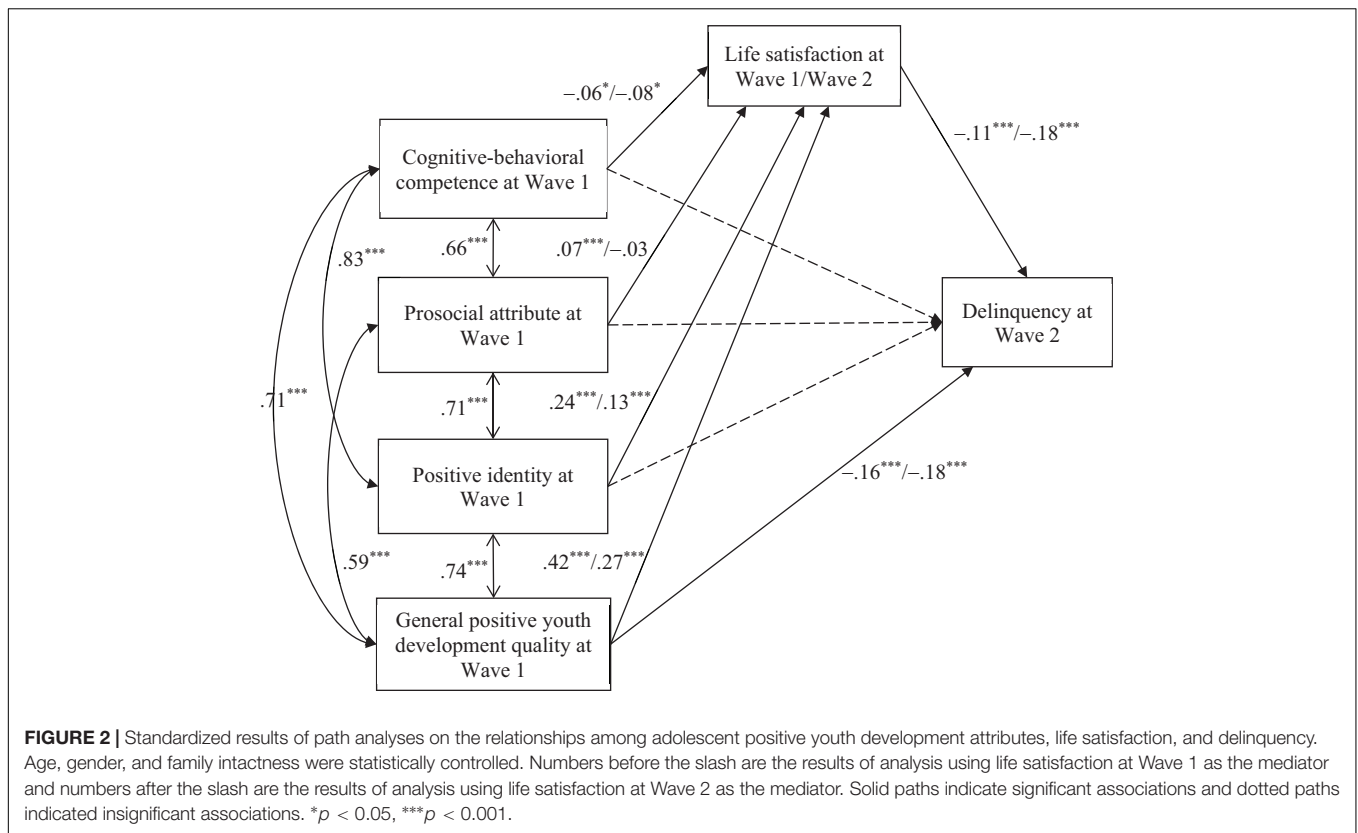 Life satisfaction at
Wave 1/Wave 2
–.06*/–.08*
–.11***/–.18***
Cognitive-behavioral
competence at Wave 1
.83***
.66***
.07***/–.03
Prosocial attribute at
Wave 1
Delinquency at
Wave 2
.71***
.71***
.24***/.13***
Positive identity at
Wave 1
–.16***/–.18***
.59***
.74***
.42***/.27***
General positive youth
development quality at
Wave 1
FIGURE 2 | Standardized results of path analyses on the relationships among adolescent positive youth development attributes, life satisfaction, and delinquency.
Age, gender, and family intactness were statistically controlled. Numbers before the slash are the results of analysis using life satisfaction at Wave 1 as the mediator
and numbers after the slash are the results of analysis using life satisfaction at Wave 2 as the mediator. Solid paths indicate significant associations and dotted paths
indicated insignificant associations. *p < 0.05, ***p < 0.001.